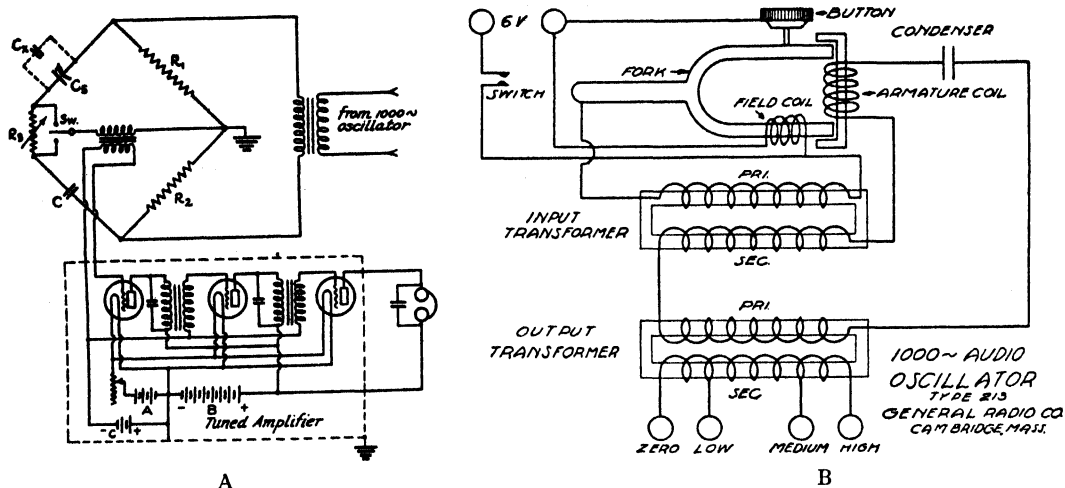 Cx
A
C5
R1
R3
Sw.
from 1000~
oscillator
C
R2
A
- B +
Tuned Amplifier
- C +
A
6V
BUTTON
CONDENSER
FORK
SWITCH
FIELD COIL
ARMATURE COIL
PRI.
INPUT
TRANSFORMER
SEC.
PRI.
OUTPUT
TRANSFORMER
SEC.
1000~ AUDIO
OSCILLATOR
TYPE 213
GENERAL RADIO CO.
CAMBRIDGE, MASS.
ZERO LOW MEDIUM HIGH
B